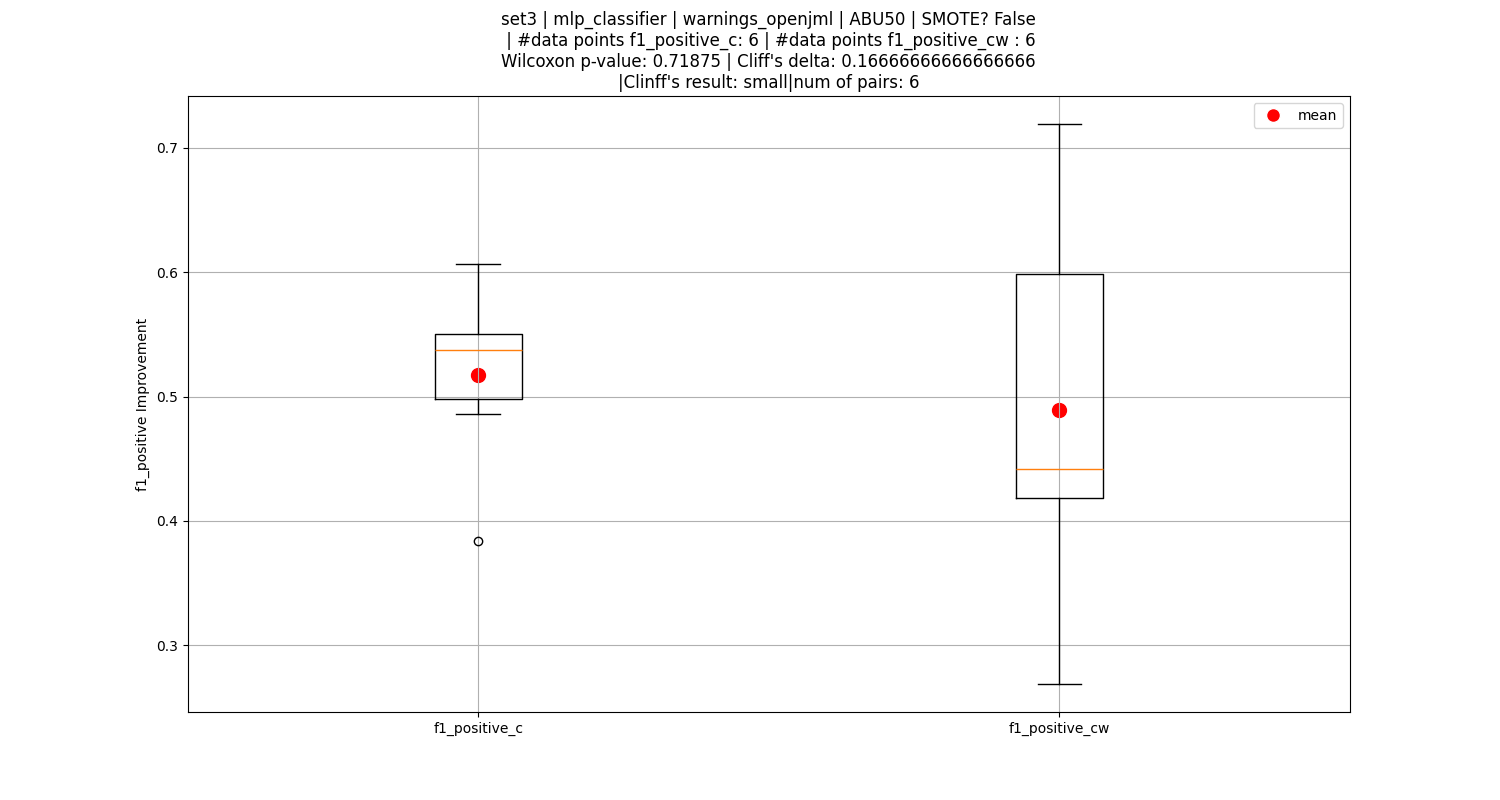 set3 | mlp_classifier | warnings_openjml | ABU50 | SMOTE? False
| #data points f1_positive_c: 6 | #data points f1_positive_cw : 6
Wilcoxon p-value: 0.71875 | Cliff's delta: 0.16666666666666666
|Clinff's result: small|num of pairs: 6
mean
0.7
0.6
0.5
0.4
0.3
f1_positive Improvement
f1_positive_c
f1_positive_cw